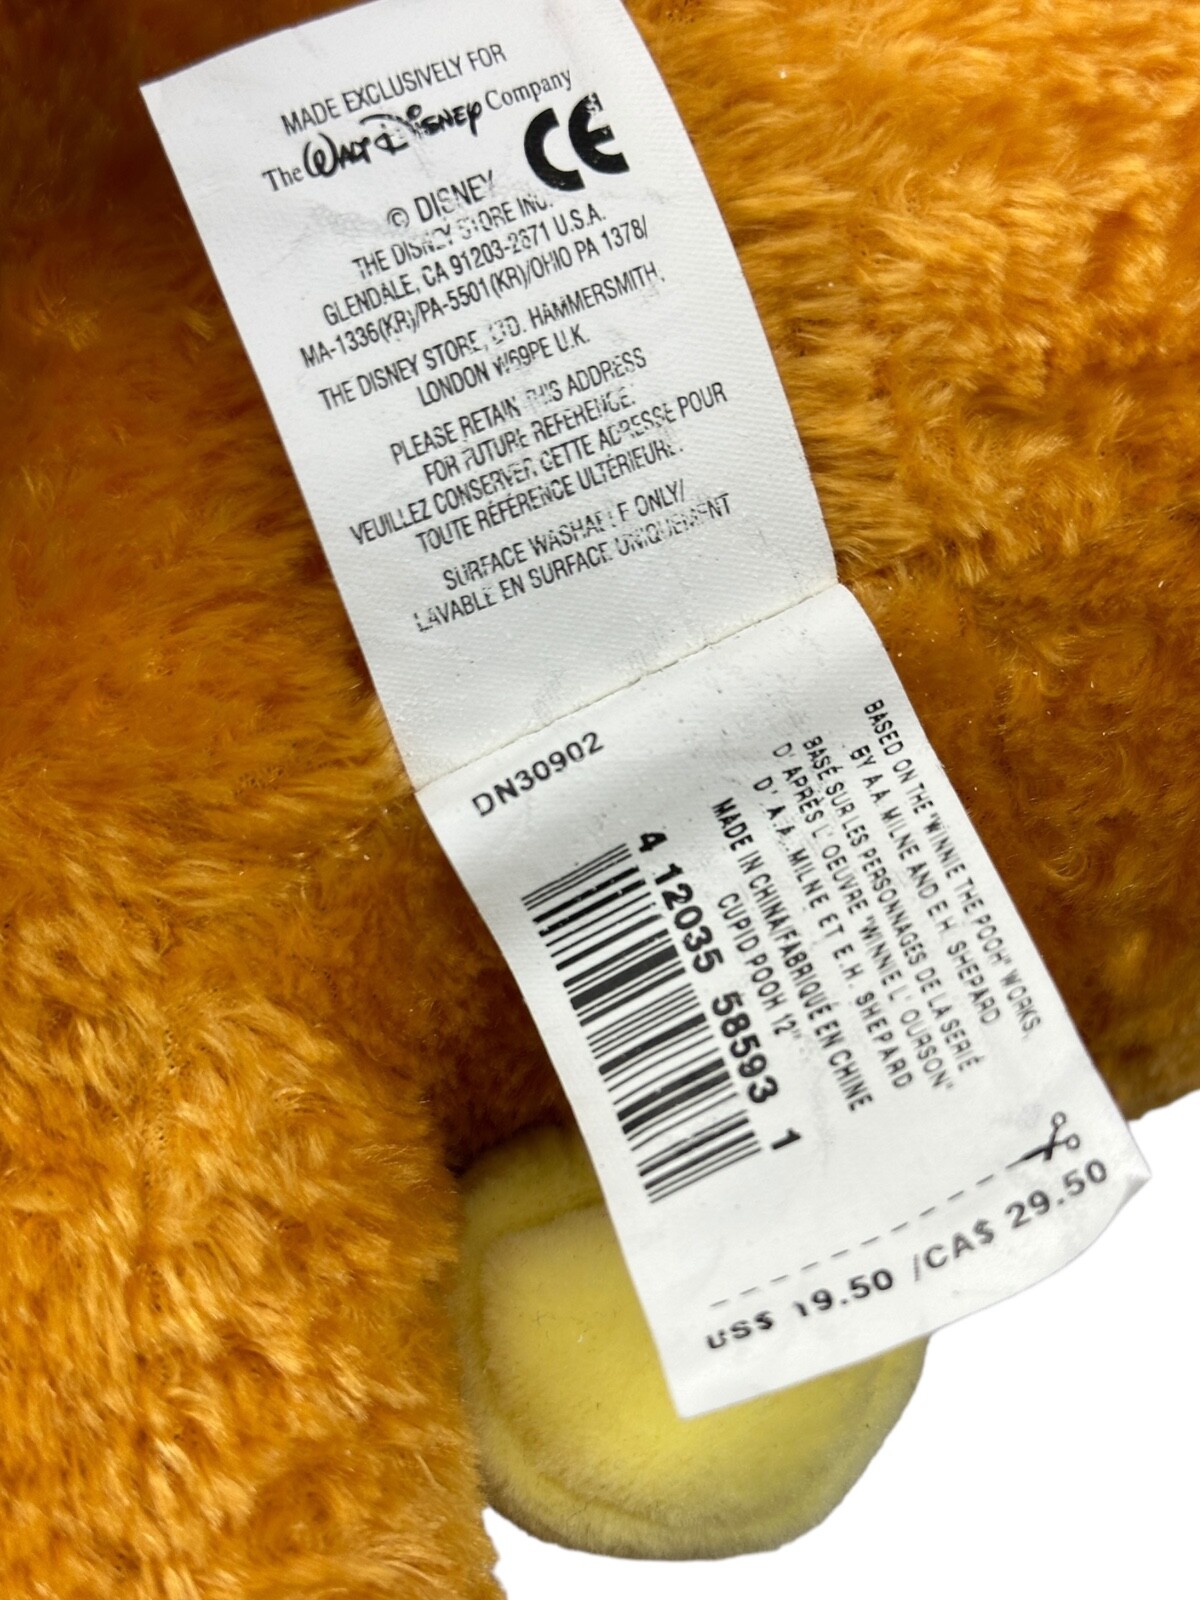 MADE EXCLUSIVELY FOR
The WALT DISNEY Company
CE
© DISNEY
THE DISNEY STORE INC.
GLENDALE, CA 91203-2671 U.S.A.
MA-1336(KR)/PA-5501(KR)/OHIO PA 1378/
THE DISNEY STORE, LTD. HAMMERSMITH,
LONDON W69PE U.K.
PLEASE RETAIN THIS ADDRESS
FOR FUTURE REFERENCE.
VEUILLEZ CONSERVER CETTE ADRESSE POUR
TOUTE RÉFÉRENCE ULTÉRIEURE.
SURFACE WASHABLE ONLY/
LAVABLE EN SURFACE UNIQUEMENT
DN30902
BASED ON THE "WINNIE THE POOH" WORKS,
BY A.A. MILNE AND E.H. SHEPARD
BASÉ SUR LES PERSONNAGES DE LA SERIÉ
D'APRÈS L'OEUVRE "WINNIE L'OURSON"
D'A.A. MILNE ET E.H. SHEPARD
MADE IN CHINA/FABRIQUÉ EN CHINE
CUPID POOH 12"
4 12035 58593 1
US$ 19.50 /CA$ 29.50